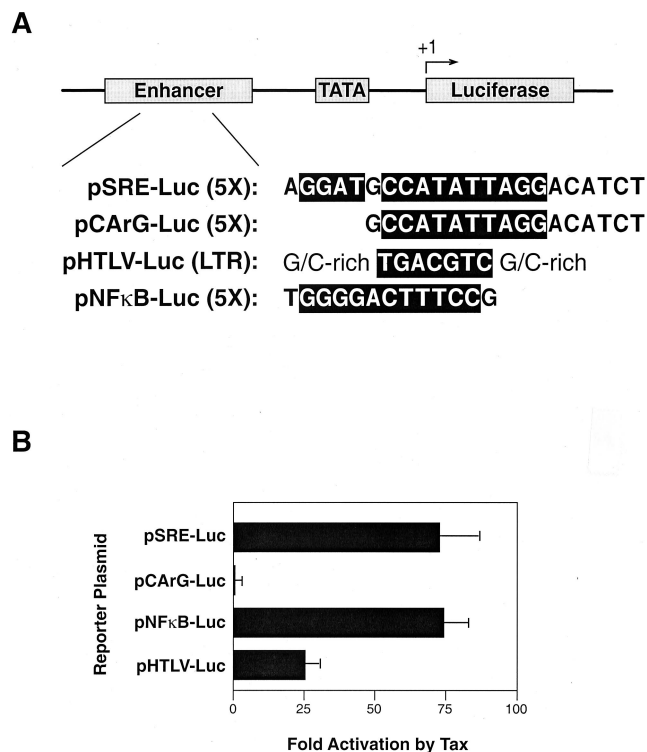 A
+1
Enhancer TATA Luciferase
pSRE-Luc (5X): AGGATGCCATATTAGGACATCT
pCArG-Luc (5X): GCCATATTAGGACATCT
pHTLV-Luc (LTR): G/C-rich TGACGTC G/C-rich
pNFκB-Luc (5X): TGGGGACTTTCCG
B
Reporter Plasmid
pSRE-Luc
pCArG-Luc
pNFκB-Luc
pHTLV-Luc
0 25 50 75 100
Fold Activation by Tax